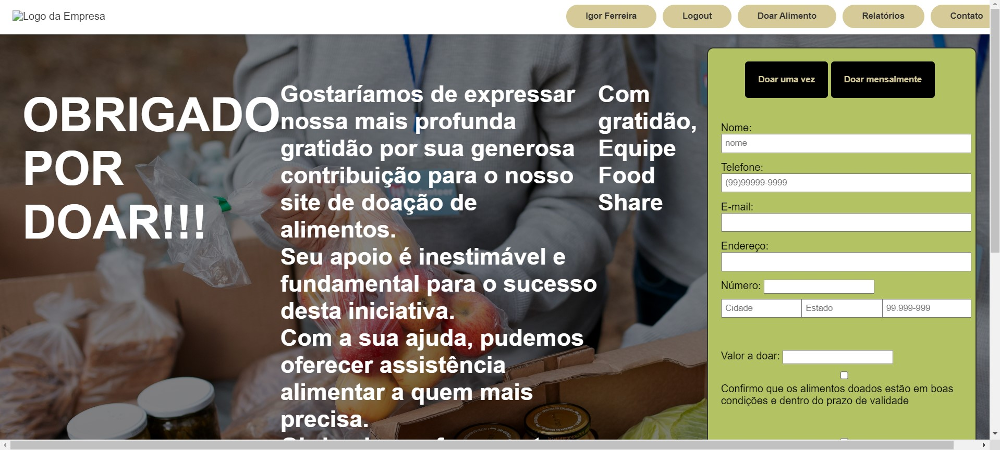 Logo da Empresa
Igor Ferreira
Logout
Doar Alimento
Relatórios
Contato
OBRIGADO
POR
DOAR!!!
Gostaríamos de expressar
nossa mais profunda
gratidão por sua generosa
contribuição para o nosso
site de doação de
alimentos.
Seu apoio é inestimável e
fundamental para o sucesso
desta iniciativa.
Com a sua ajuda, pudemos
oferecer assistência
alimentar a quem mais
precisa.
Com
gratidão,
Equipe
Food
Share
Volunteer
Doar uma vez
Doar mensalmente
Nome:
nome
Telefone:
(99)99999-9999
E-mail:
Endereço:
Número:
Cidade
Estado
99.999-999
Valor a doar:
Confirmo que os alimentos doados estão em boas
condições e dentro do prazo de validade